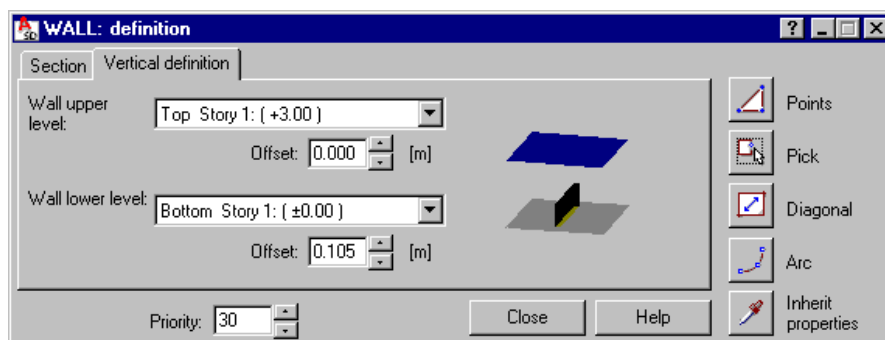 WALL: definition
Section
Vertical definition
Wall upper
level:
Top Story 1: ( +3.00 )
Offset: 0.000 [m]
Wall lower level:
Bottom Story 1: ( ±0.00 )
Offset: 0.105 [m]
Priority: 30
Close
Help
Points
Pick
Diagonal
Arc
Inherit
properties